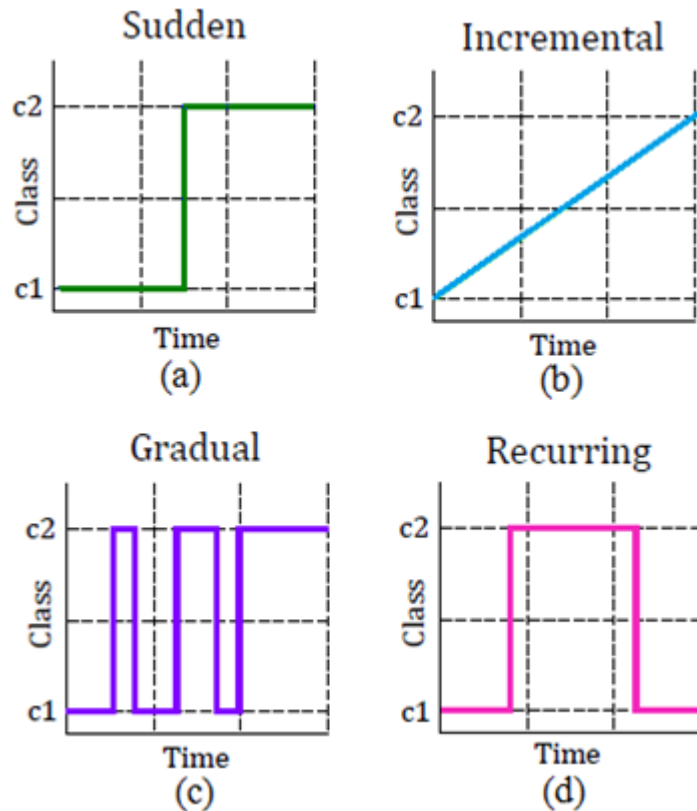 Sudden
c2
Class
c1
Time
(a)
Incremental
c2
Class
c1
Time
(b)
Gradual
c2
Class
c1
Time
(c)
Recurring
c2
Class
c1
Time
(d)